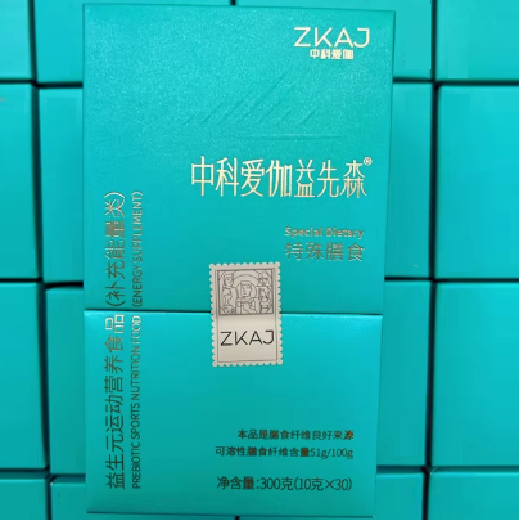 ZKAJ
中科爱伽
中科爱伽益先森®
Special Dietary
特殊膳食
益生元运动营养食品(补充能量类)
PREBIOTIC SPORTS NUTRITION FOOD (ENERGY SUPPLEMENT)
ZKAJ
本品是膳食纤维良好来源
可溶性膳食纤维含量51g/100g
净含量:300克(10克×30)